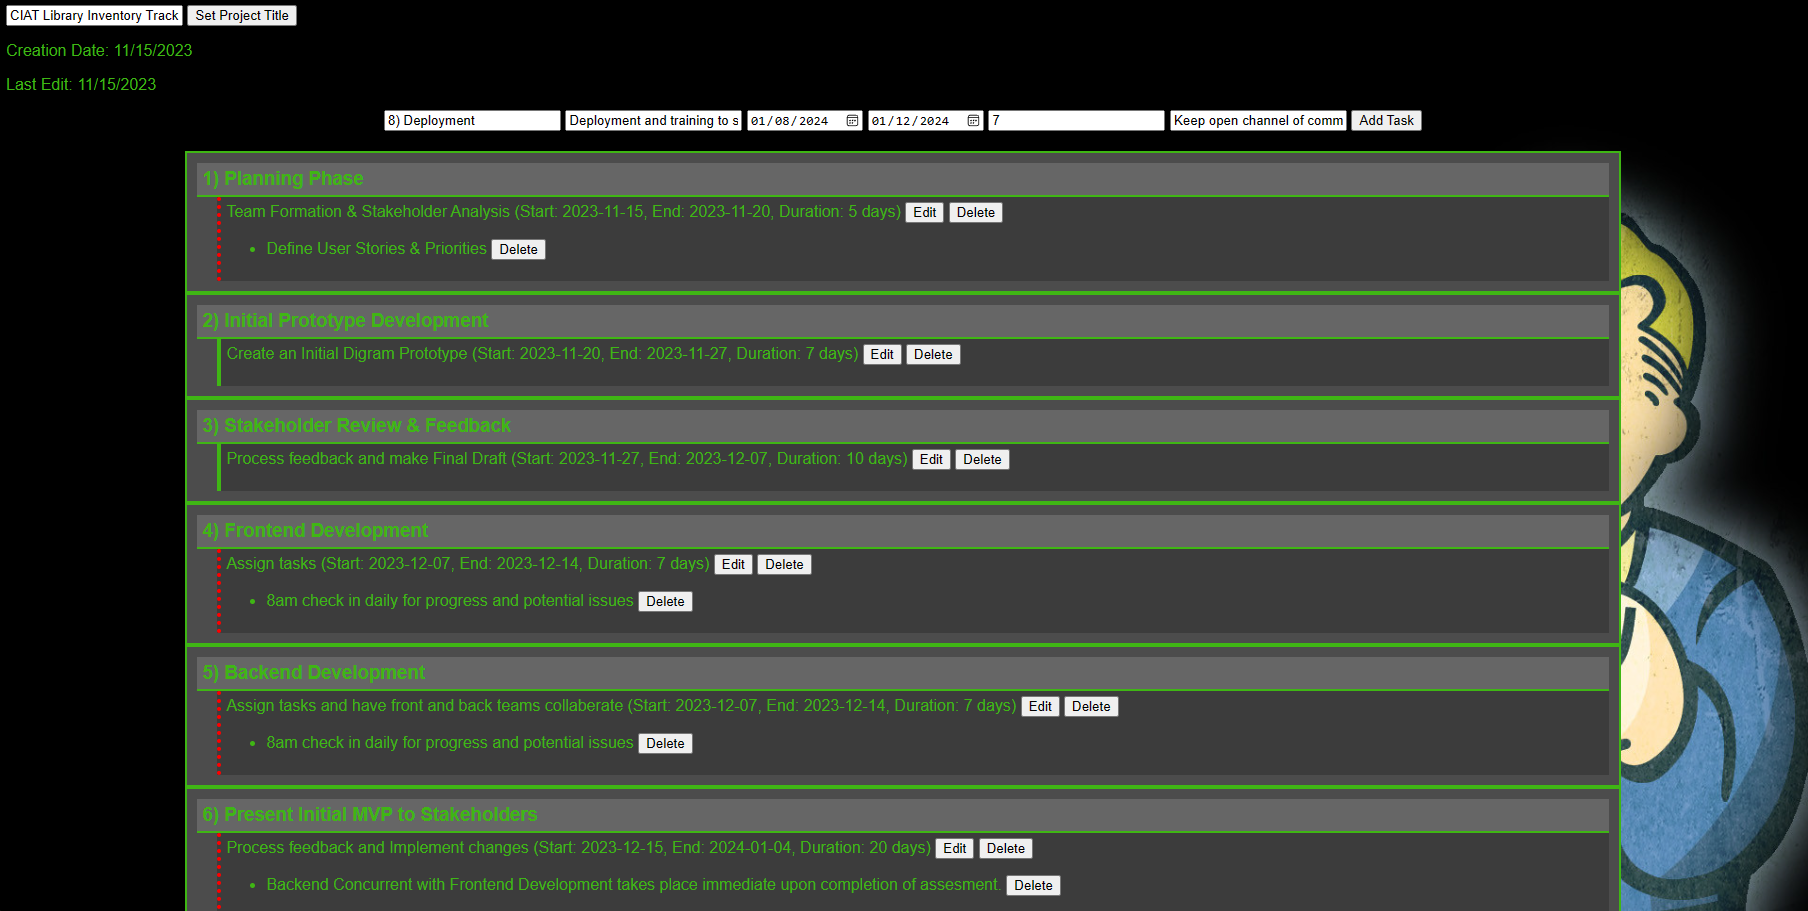 CIAT Library Inventory Track Set Project Title
Creation Date: 11/15/2023
Last Edit: 11/15/2023
8) Deployment Deployment and training to s 01/08/2024 01/12/2024 7 Keep open channel of comm Add Task
1) Planning Phase
Team Formation & Stakeholder Analysis (Start: 2023-11-15, End: 2023-11-20, Duration: 5 days) Edit Delete
• Define User Stories & Priorities Delete
2) Initial Prototype Development
Create an Initial Digram Prototype (Start: 2023-11-20, End: 2023-11-27, Duration: 7 days) Edit Delete
3) Stakeholder Review & Feedback
Process feedback and make Final Draft (Start: 2023-11-27, End: 2023-12-07, Duration: 10 days) Edit Delete
4) Frontend Development
Assign tasks (Start: 2023-12-07, End: 2023-12-14, Duration: 7 days) Edit Delete
• 8am check in daily for progress and potential issues Delete
5) Backend Development
Assign tasks and have front and back teams collaberate (Start: 2023-12-07, End: 2023-12-14, Duration: 7 days) Edit Delete
• 8am check in daily for progress and potential issues Delete
6) Present Initial MVP to Stakeholders
Process feedback and Implement changes (Start: 2023-12-15, End: 2024-01-04, Duration: 20 days) Edit Delete
• Backend Concurrent with Frontend Development takes place immediate upon completion of assesment. Delete